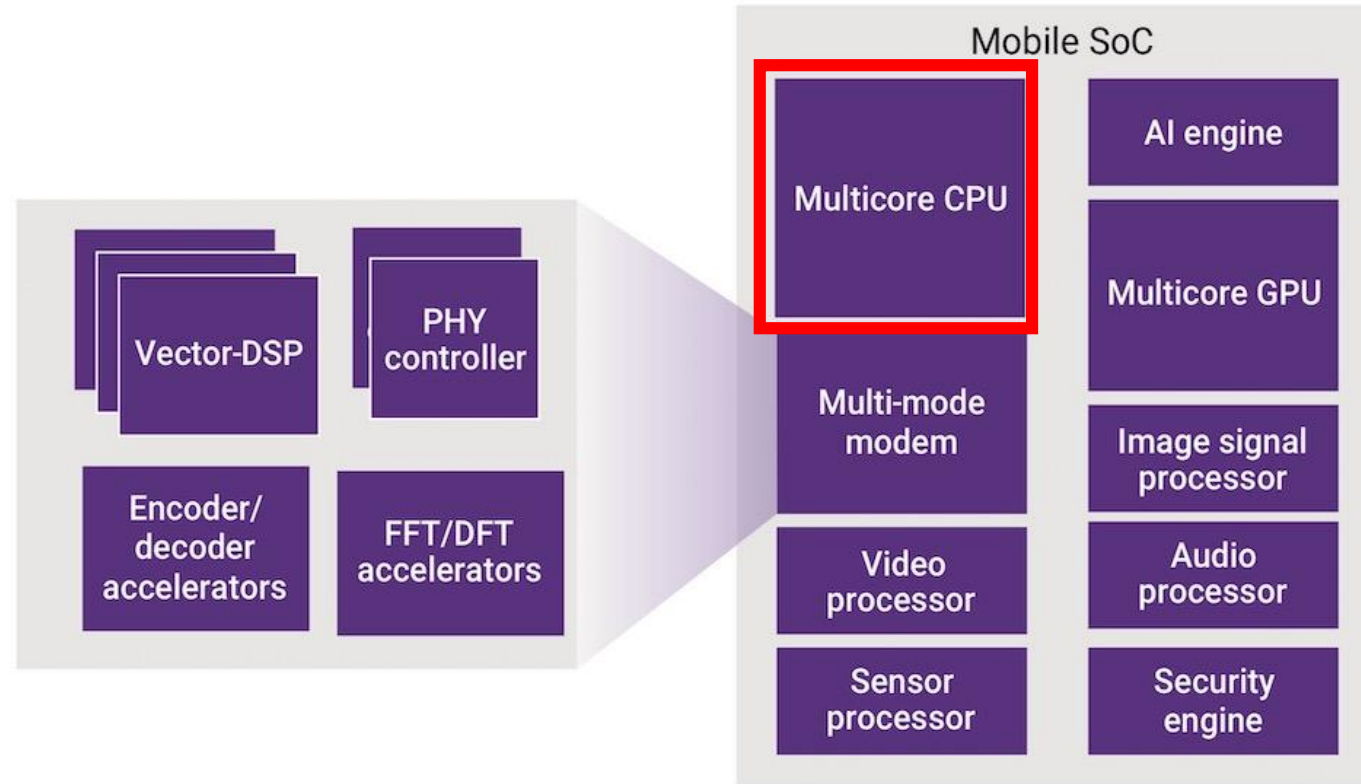 Mobile SoC
Multicore CPU
AI engine
Multicore GPU
Multi-mode
modem
Image signal
processor
Video
processor
Audio
processor
Sensor
processor
Security
engine
Vector-DSP
PHY
controller
Encoder/
decoder
accelerators
FFT/DFT
accelerators